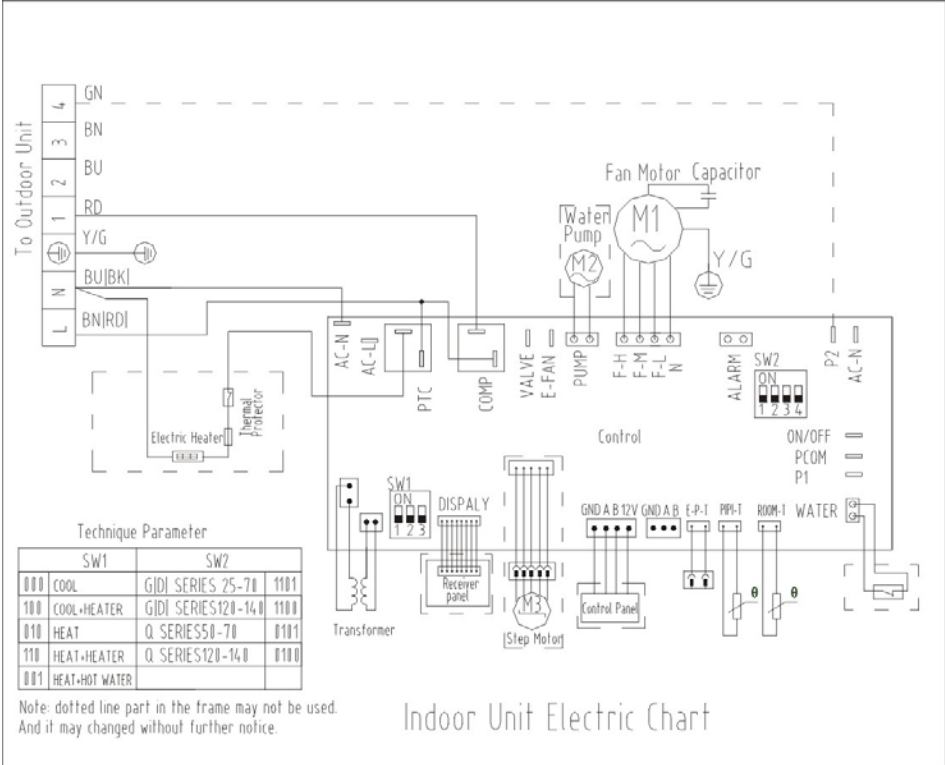 GN
4
BN
3
BU
2
RD
1
Y/G
BU|BK|
N
BN|RD|
L
To Outdoor Unit
Fan Motor Capacitor
M1
Y/G
Water
Pump
M2
AC-N
AC-L
PTC
COMP
VALVE
E-FAN
PUMP
F-H
F-M
F-L
N
ALARM
SW2
ON
1 2 3 4
P2
AC-N
Electric Heater
Thermal
Protector
Control
ON/OFF
PCOM
P1
WATER
SW1
ON
1 2 3
DISPALY
GND A B 12V
GND A B
E-P-T
PIPI-T
ROOM-T
θ
θ
Transformer
Receiver
panel
M3
Step Motor
Control Panel
Technique Parameter
SW1 SW2
000 COOL G|D| SERIES 25-70 1101
100 COOL+HEATER G|D| SERIES120-140 1100
010 HEAT Q SERIES50-70 0101
110 HEAT+HEATER Q SERIES120-140 0100
001 HEAT+HOT WATER
Note: dotted line part in the frame may not be used.
And it may changed without further notice.
Indoor Unit Electric Chart